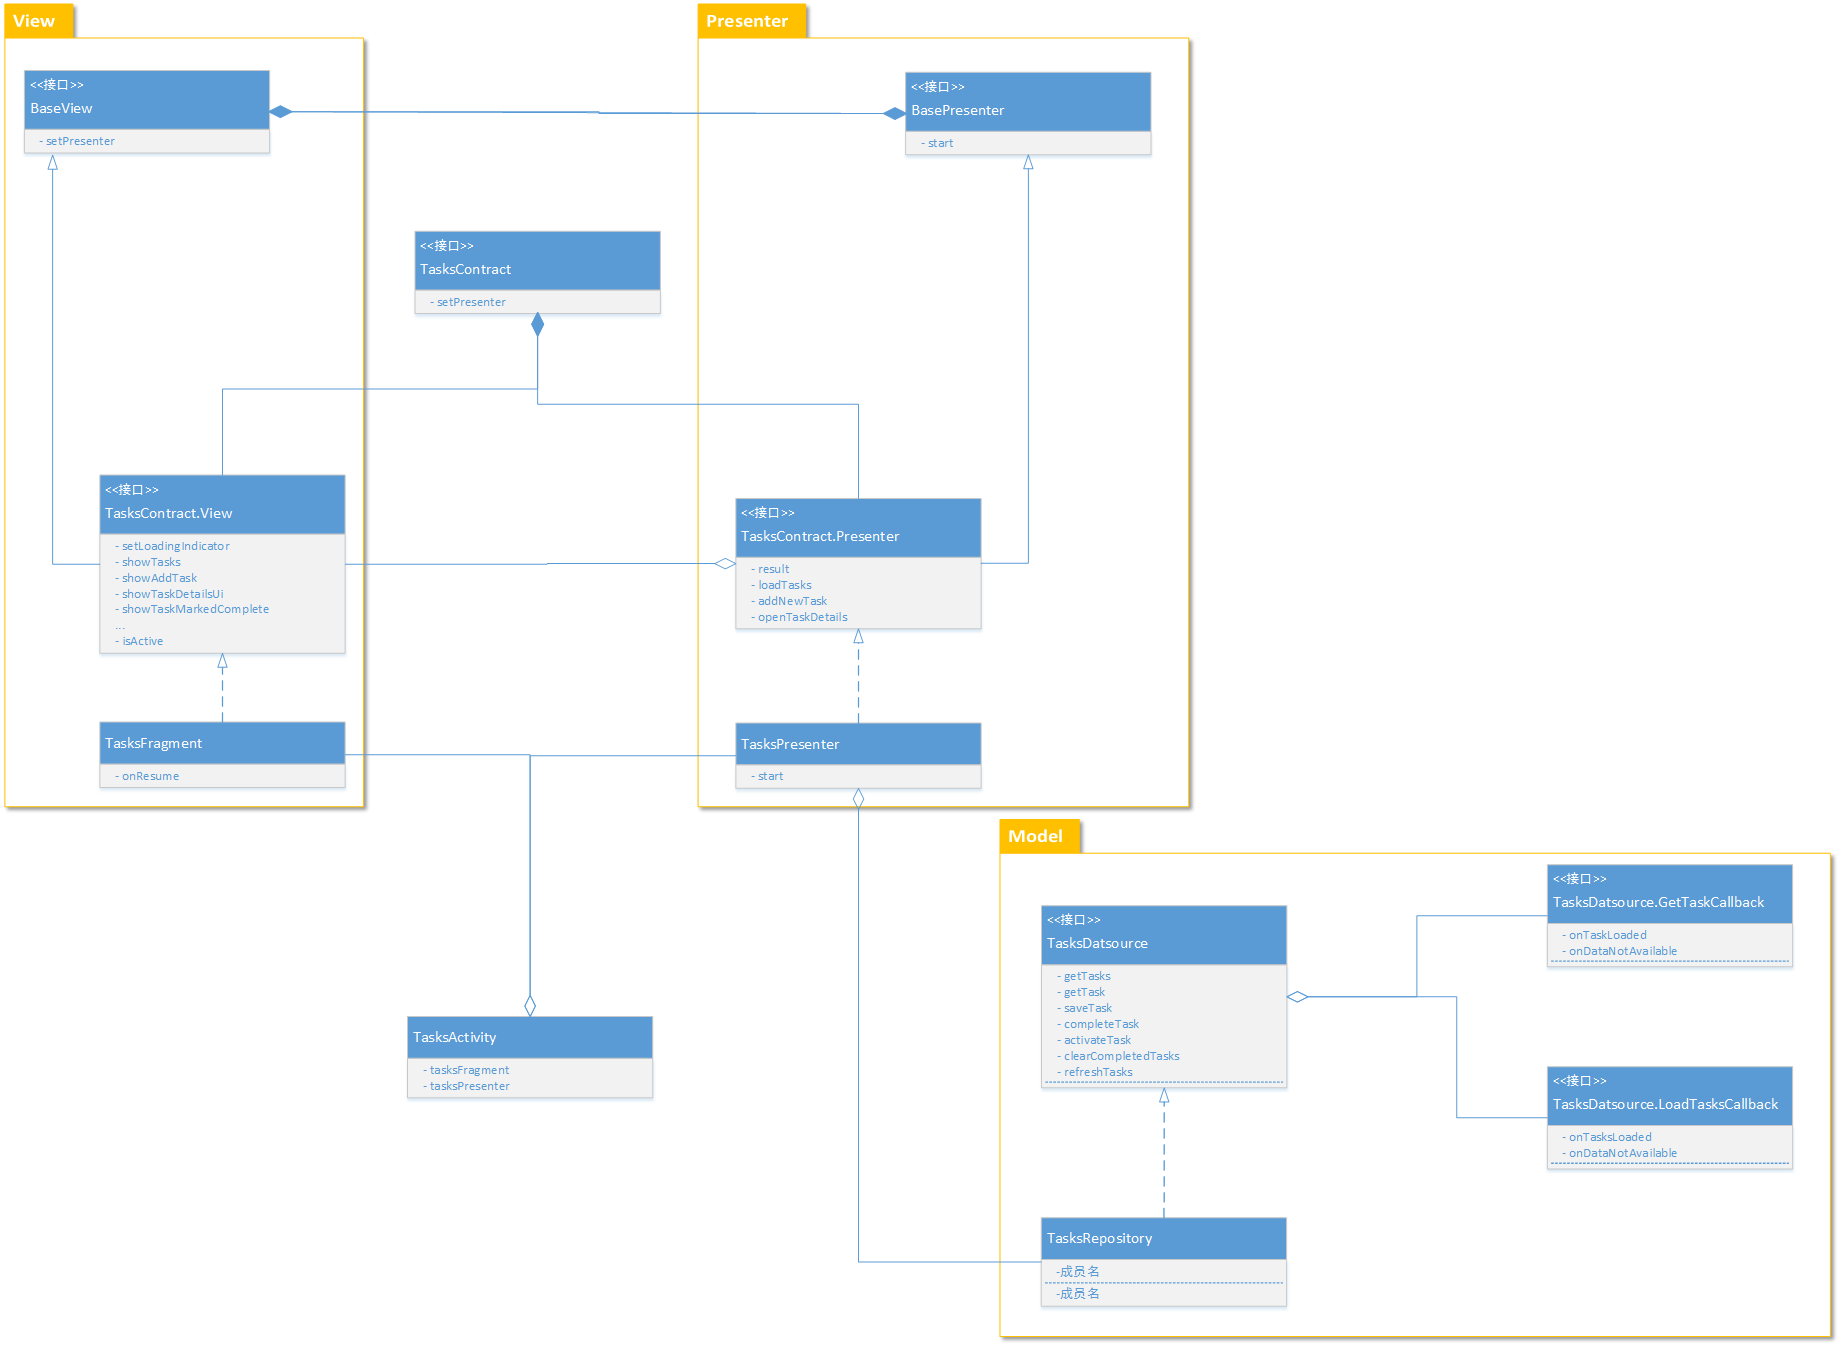 View
<<接口>>
BaseView
- setPresenter
Presenter
<<接口>>
BasePresenter
- start
<<接口>>
TasksContract
- setPresenter
<<接口>>
TasksContract.View
- setLoadingIndicator
- showTasks
- showAddTask
- showTaskDetailsUi
- showTaskMarkedComplete
...
- isActive
<<接口>>
TasksContract.Presenter
- result
- loadTasks
- addNewTask
- openTaskDetails
TasksFragment
- onResume
TasksPresenter
- start
TasksActivity
- tasksFragment
- tasksPresenter
Model
<<接口>>
TasksDatsource
- getTasks
- getTask
- saveTask
- completeTask
- activateTask
- clearCompletedTasks
- refreshTasks
<<接口>>
TasksDatsource.GetTaskCallback
- onTaskLoaded
- onDataNotAvailable
<<接口>>
TasksDatsource.LoadTasksCallback
- onTasksLoaded
- onDataNotAvailable
TasksRepository
-成员名
-成员名